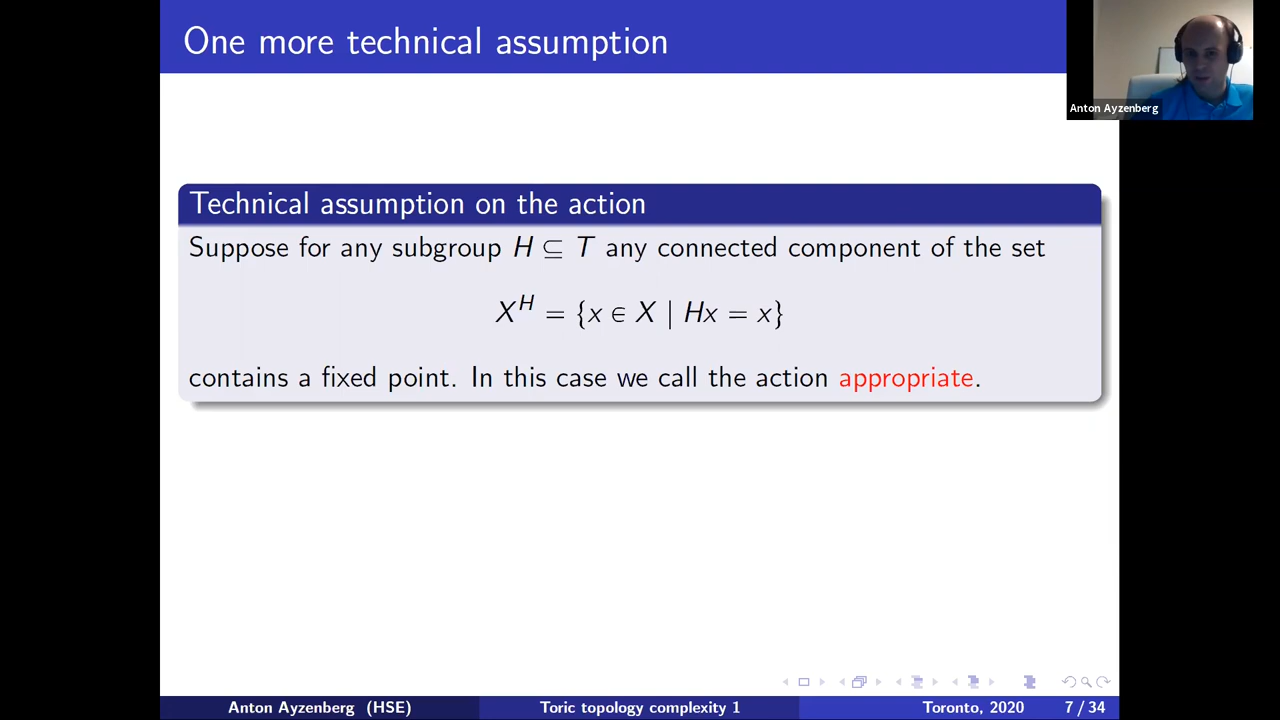 One more technical assumption
Anton Ayzenberg
Technical assumption on the action
Suppose for any subgroup H ⊆ T any connected component of the set
X^H = {x ∈ X | Hx = x}
contains a fixed point. In this case we call the action appropriate.
Anton Ayzenberg (HSE)
Toric topology complexity 1
Toronto, 2020
7 / 34